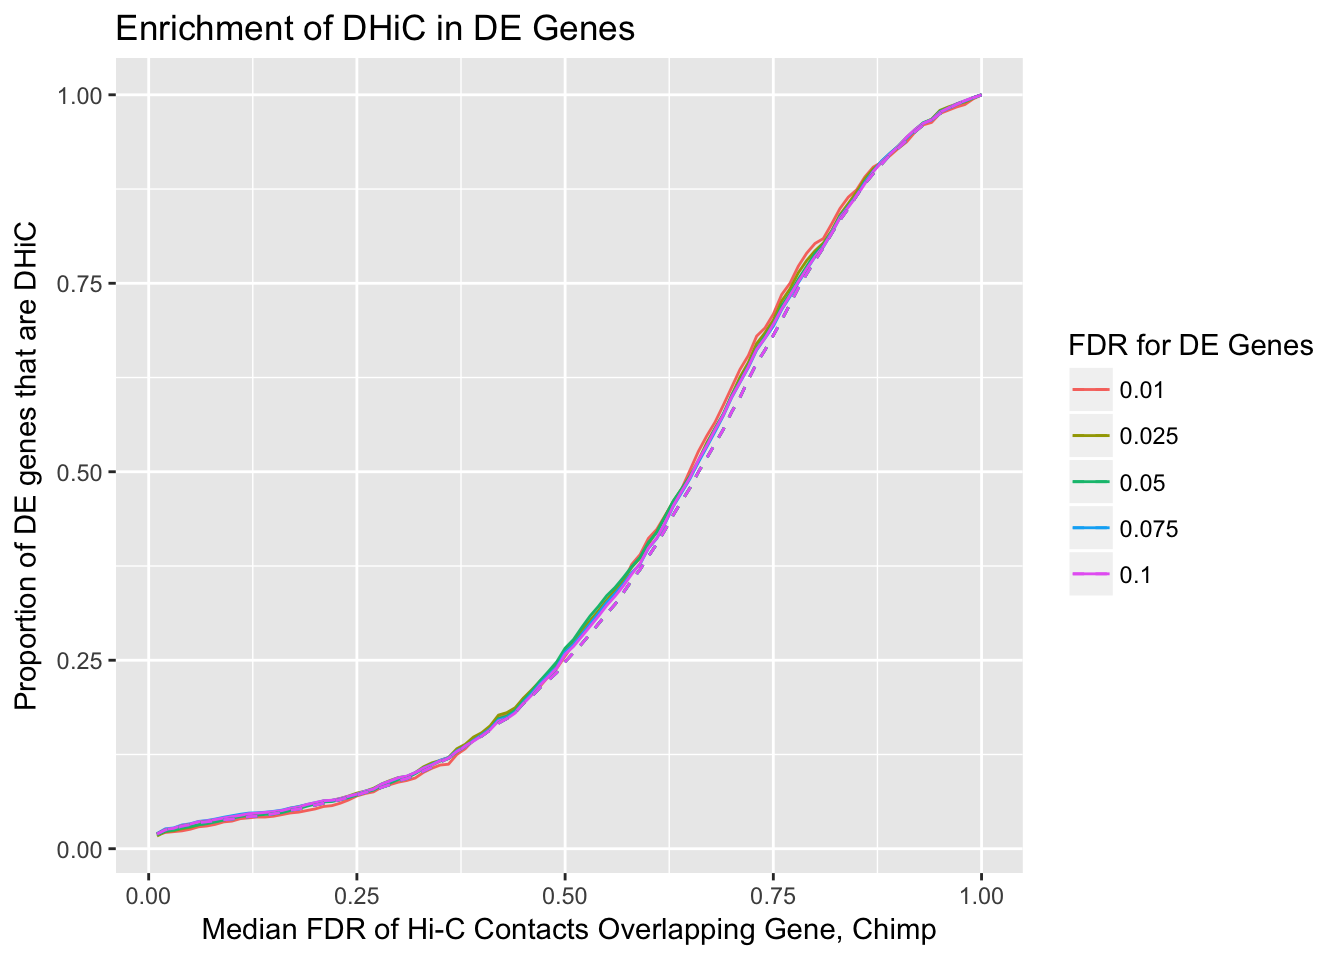 Enrichment of DHiC in DE Genes
Proportion of DE genes that are DHiC
1.00
0.75
0.50
0.25
0.00
0.00 0.25 0.50 0.75 1.00
Median FDR of Hi-C Contacts Overlapping Gene, Chimp
FDR for DE Genes
0.01
0.025
0.05
0.075
0.1